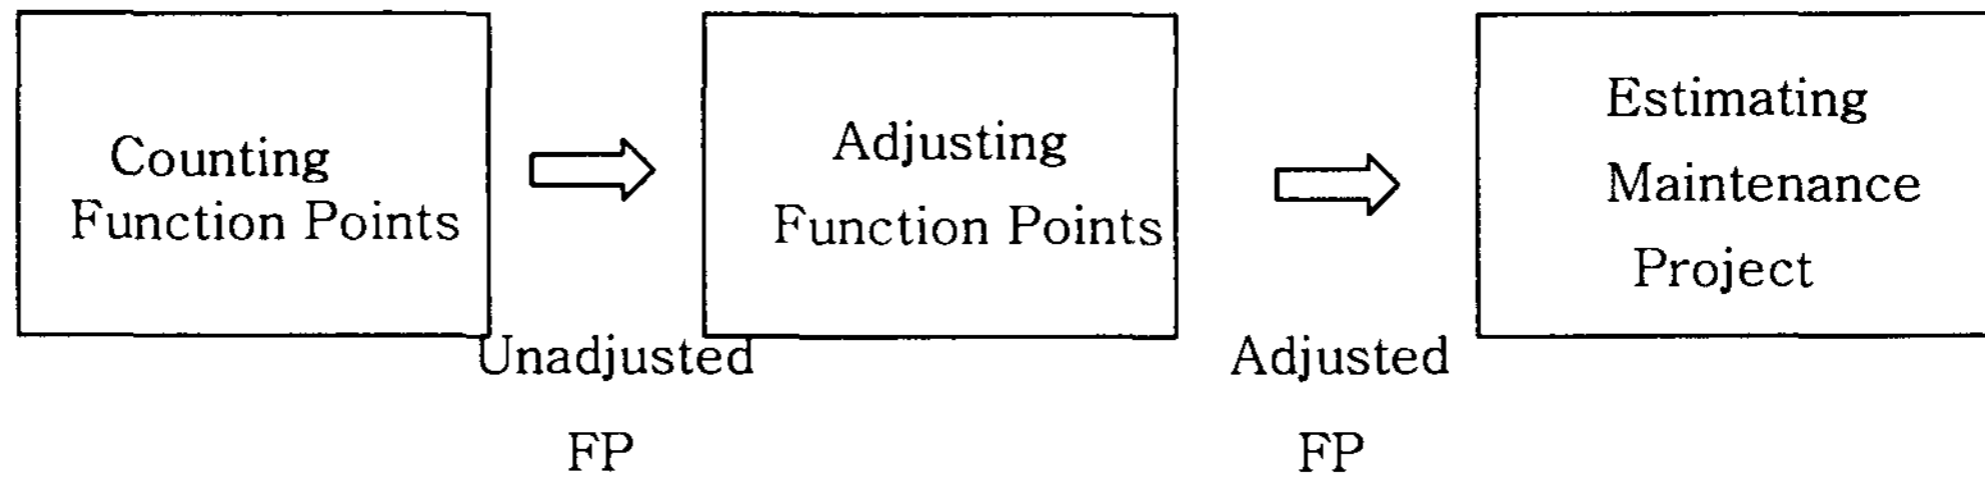 Counting
Function Points
Unadjusted
FP
Adjusting
Function Points
Adjusted
FP
Estimating
Maintenance
Project